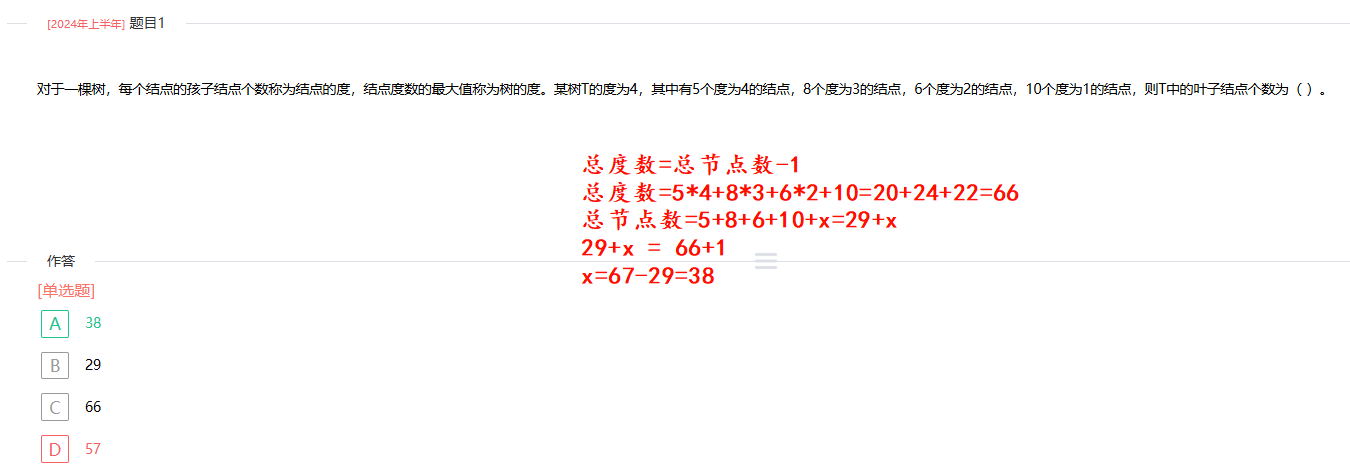 [2024年上半年] 题目1
对于一棵树，每个结点的孩子结点个数称为结点的度，结点度数的最大值称为树的度。某树T的度为4，其中有5个度为4的结点，8个度为3的结点，6个度为2的结点，10个度为1的结点，则T中的叶子结点个数为（ ）。
总度数=总节点数-1
总度数=5*4+8*3+6*2+10=20+24+22=66
总节点数=5+8+6+10+x=29+x
29+x = 66+1
x=67-29=38
作答
[单选题]
A 38
B 29
C 66
D 57